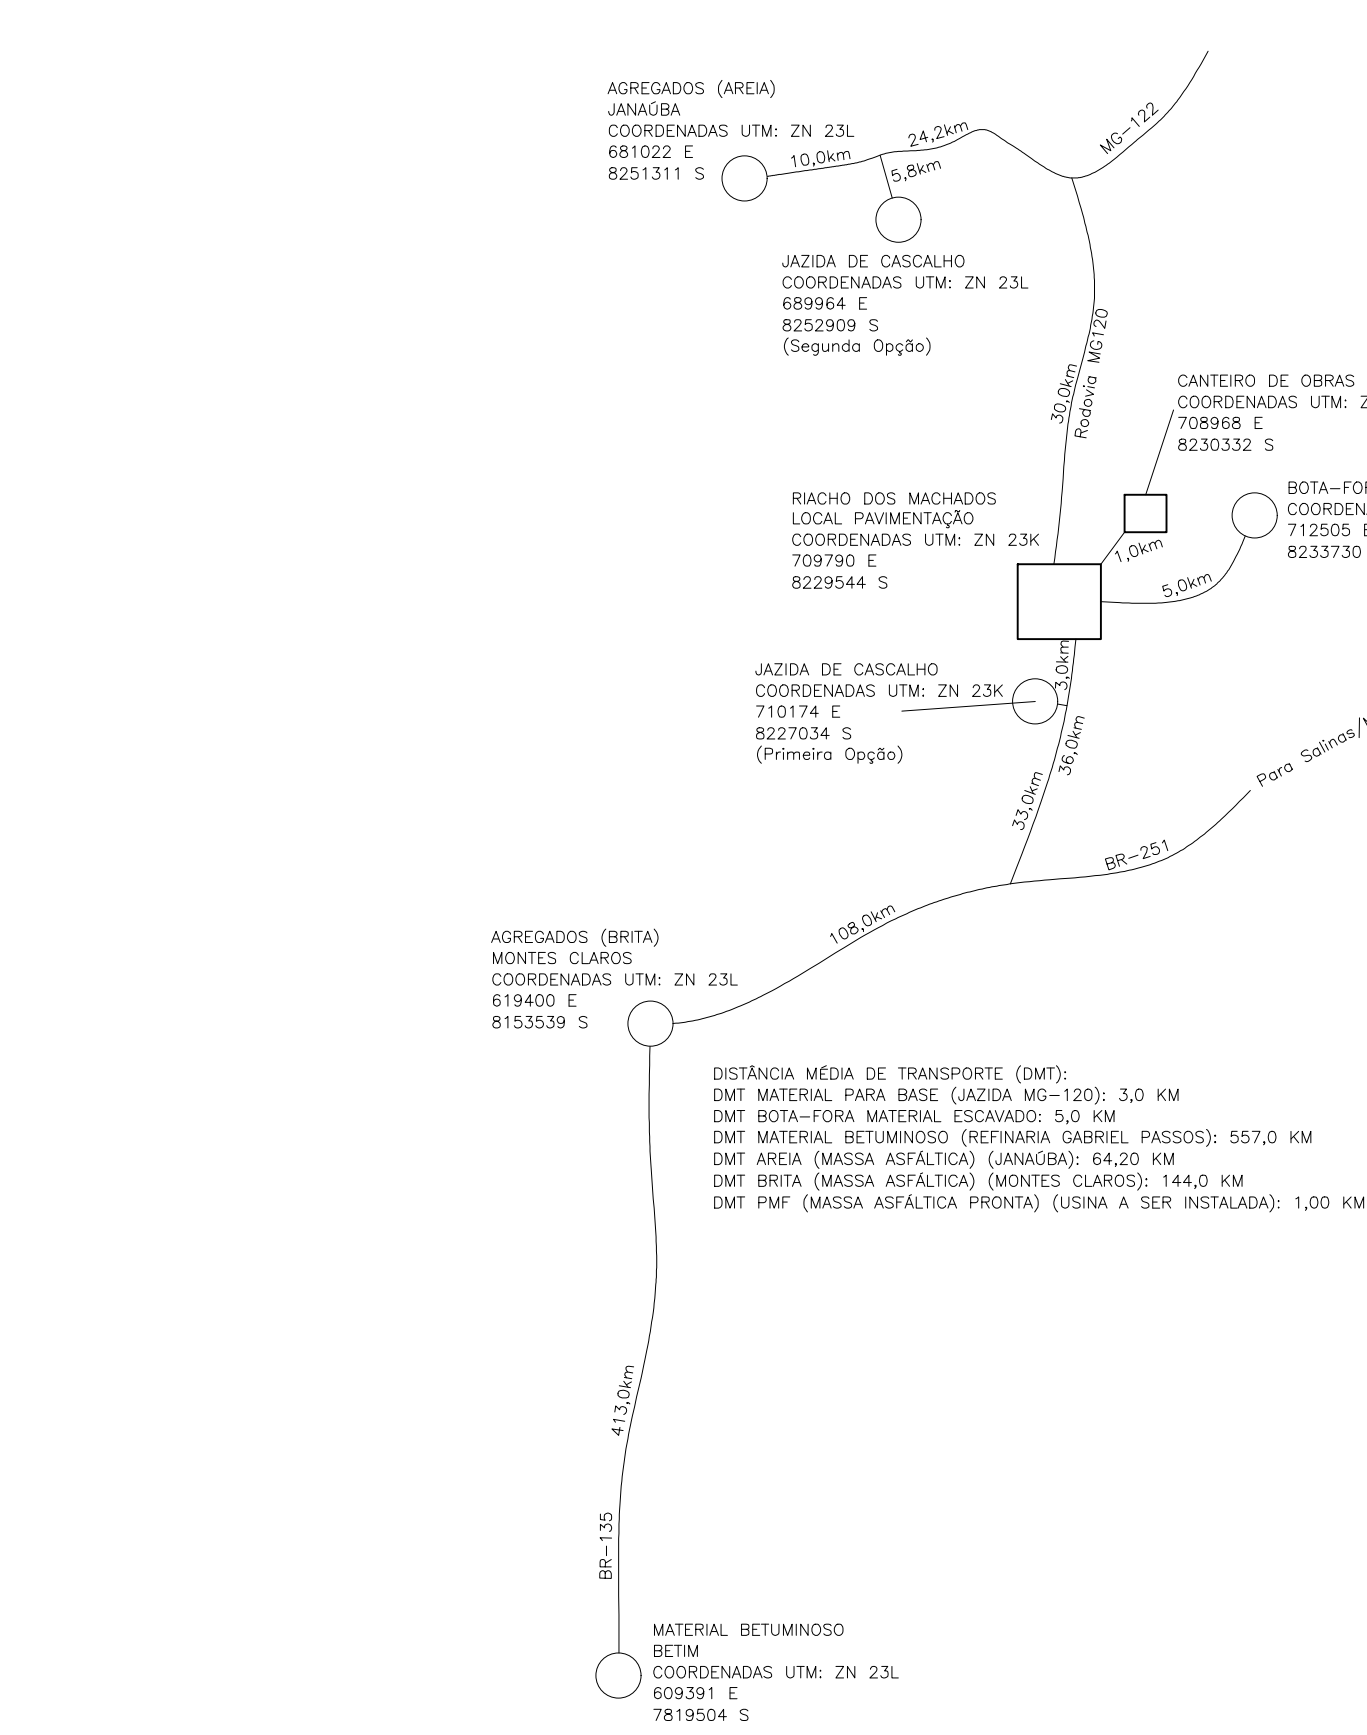 AGREGADOS (AREIA)
JANAÚBA
COORDENADAS UTM: ZN 23L
681022 E
8251311 S
10,0km
24,2km
5,8km
MG-122
JAZIDA DE CASCALHO
COORDENADAS UTM: ZN 23L
689964 E
8252909 S
(Segunda Opção)
30,0km
Rodovia MG120
CANTEIRO DE OBRAS
COORDENADAS UTM:
708968 E
8230332 S
RIACHO DOS MACHADOS
LOCAL PAVIMENTAÇÃO
COORDENADAS UTM: ZN 23K
709790 E
8229544 S
1,0km
BOTA-FO
COORDEN
712505 E
8233730
5,0km
JAZIDA DE CASCALHO
COORDENADAS UTM: ZN 23K
710174 E
8227034 S
(Primeira Opção)
3,0km
36,0km
33,0km
Para Salinas/
BR-251
108,0km
AGREGADOS (BRITA)
MONTES CLAROS
COORDENADAS UTM: ZN 23L
619400 E
8153539 S
DISTÂNCIA MÉDIA DE TRANSPORTE (DMT):
DMT MATERIAL PARA BASE (JAZIDA MG-120): 3,0 KM
DMT BOTA-FORA MATERIAL ESCAVADO: 5,0 KM
DMT MATERIAL BETUMINOSO (REFINARIA GABRIEL PASSOS): 557,0 KM
DMT AREIA (MASSA ASFÁLTICA) (JANAÚBA): 64,20 KM
DMT BRITA (MASSA ASFÁLTICA) (MONTES CLAROS): 144,0 KM
DMT PMF (MASSA ASFÁLTICA PRONTA) (USINA A SER INSTALADA): 1,00 KM
413,0km
BR-135
MATERIAL BETUMINOSO
BETIM
COORDENADAS UTM: ZN 23L
609391 E
7819504 S